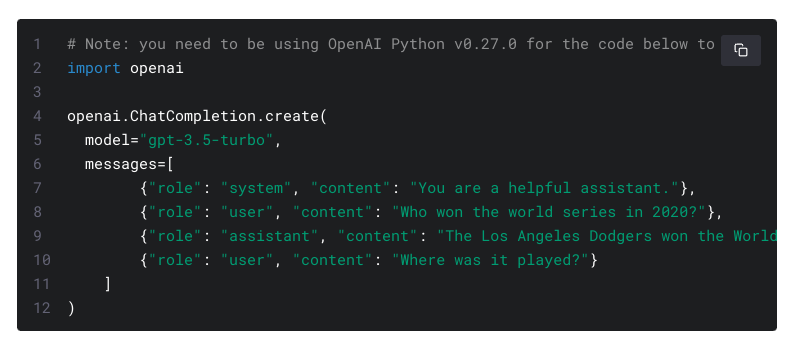 1 # Note: you need to be using OpenAI Python v0.27.0 for the code below to
2 import openai
3
4 openai.ChatCompletion.create(
5   model="gpt-3.5-turbo",
6   messages=[
7         {"role": "system", "content": "You are a helpful assistant."},
8         {"role": "user", "content": "Who won the world series in 2020?"},
9         {"role": "assistant", "content": "The Los Angeles Dodgers won the World
10         {"role": "user", "content": "Where was it played?"}
11     ]
12 )